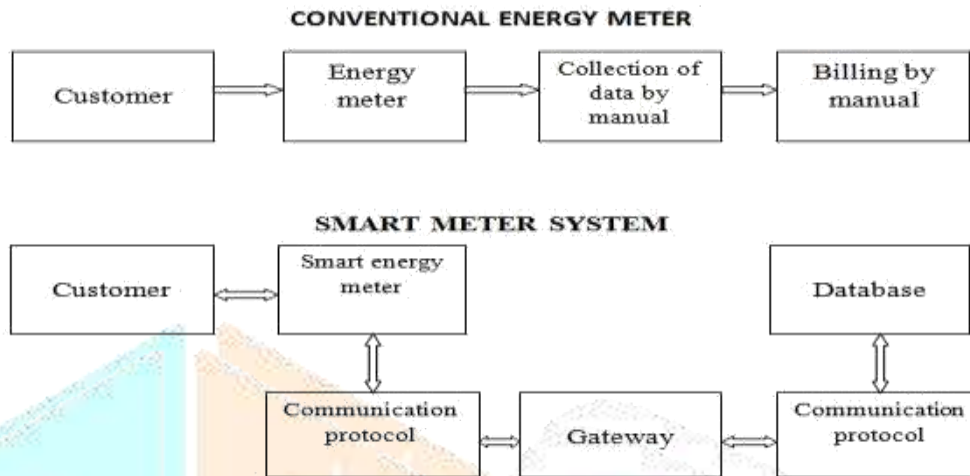 CONVENTIONAL ENERGY METER
Customer
Energy
meter
Collection of
data by
manual
Billing by
manual
SMART METER SYSTEM
Customer
Smart energy
meter
Database
Communication
protocol
Gateway
Communication
protocol